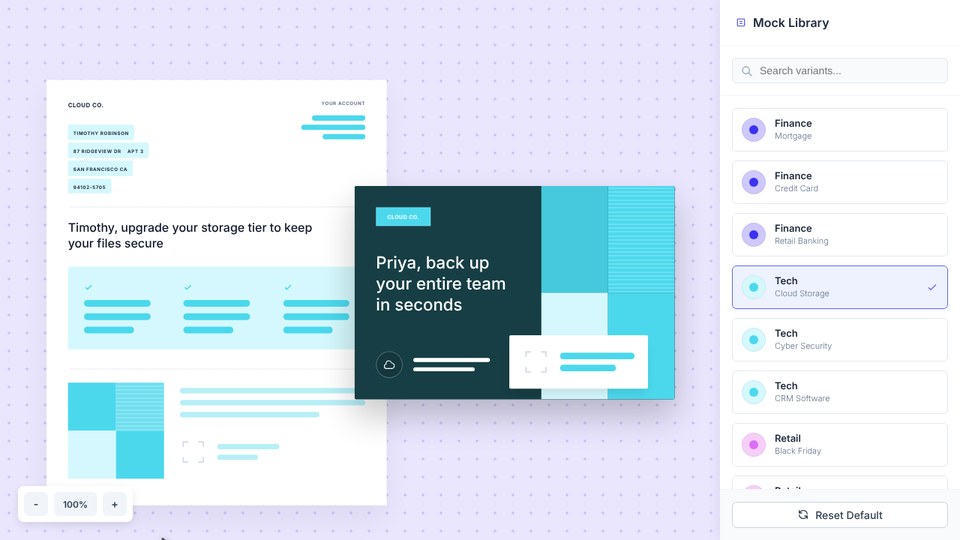 CLOUD CO.
YOUR ACCOUNT
TIMOTHY ROBINSON
87 RIDGEVIEW DR APT 3
SAN FRANCISCO CA
94102-5705
Timothy, upgrade your storage tier to keep
your files secure
CLOUD CO.
Priya, back up
your entire team
in seconds
- 100% +
Mock Library
Search variants...
Finance
Mortgage
Finance
Credit Card
Finance
Retail Banking
Tech
Cloud Storage
Tech
Cyber Security
Tech
CRM Software
Retail
Black Friday
Retail
Reset Default